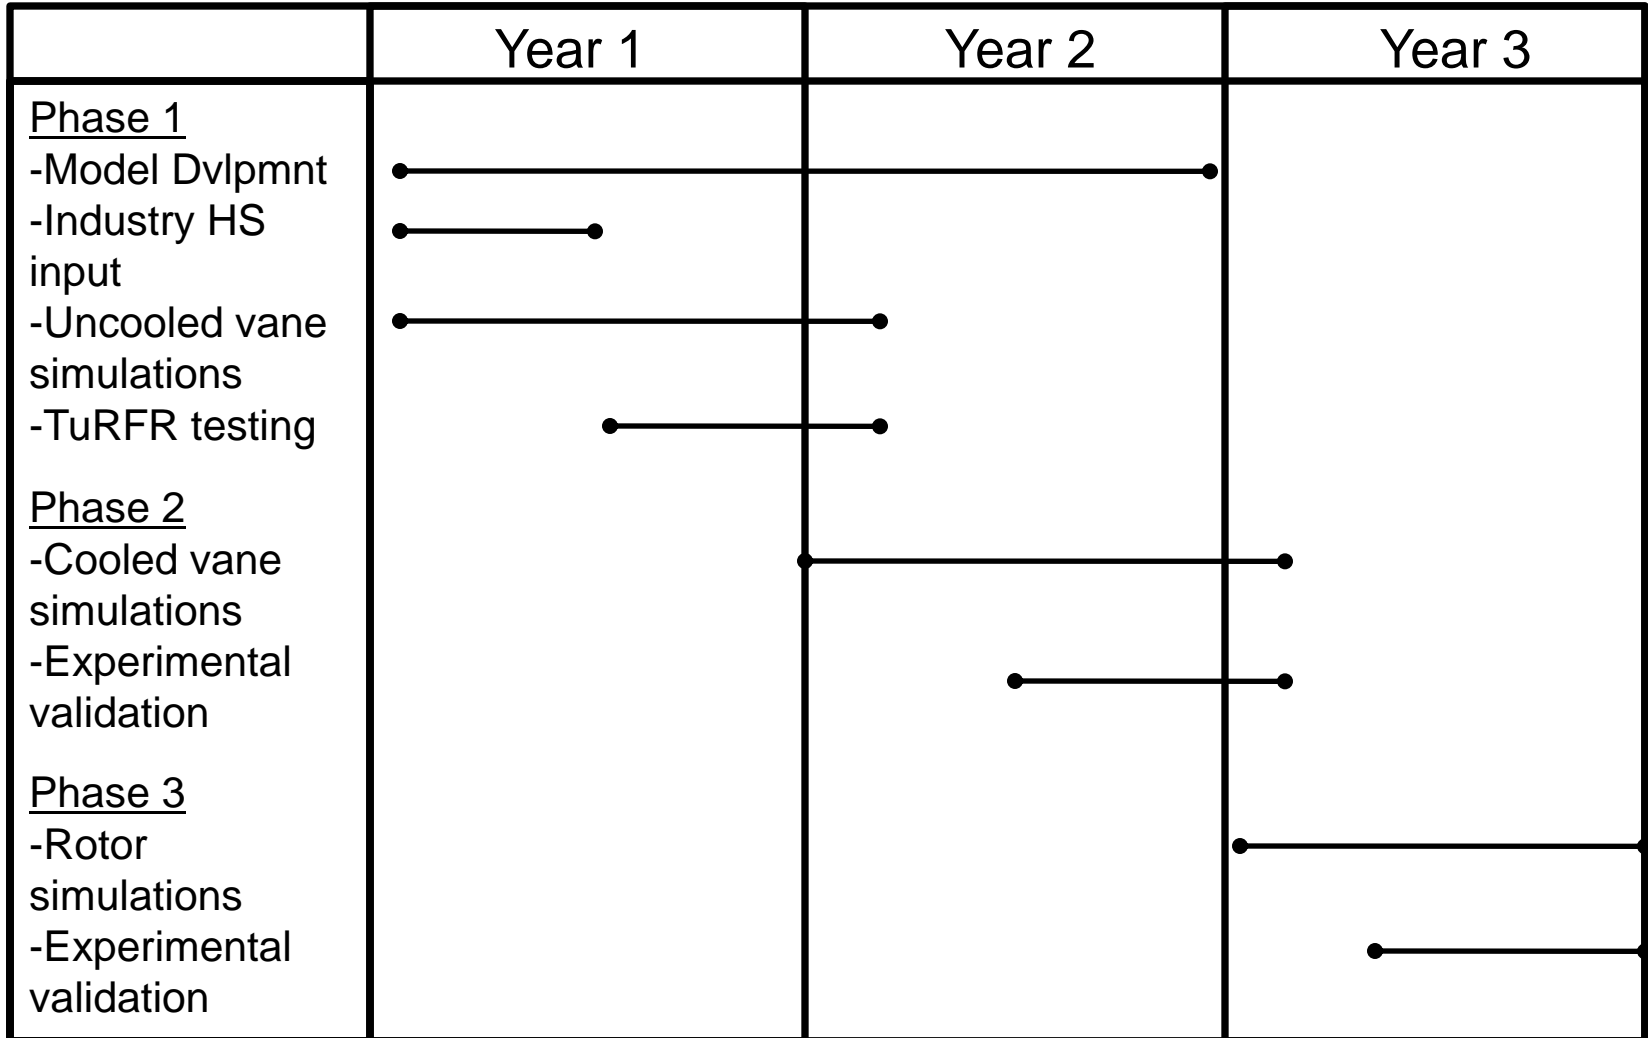 Year 1 Year 2 Year 3
Phase 1
-Model Dvlpmnt
-Industry HS
input
-Uncooled vane
simulations
-TuRFR testing
Phase 2
-Cooled vane
simulations
-Experimental
validation
Phase 3
-Rotor
simulations
-Experimental
validation